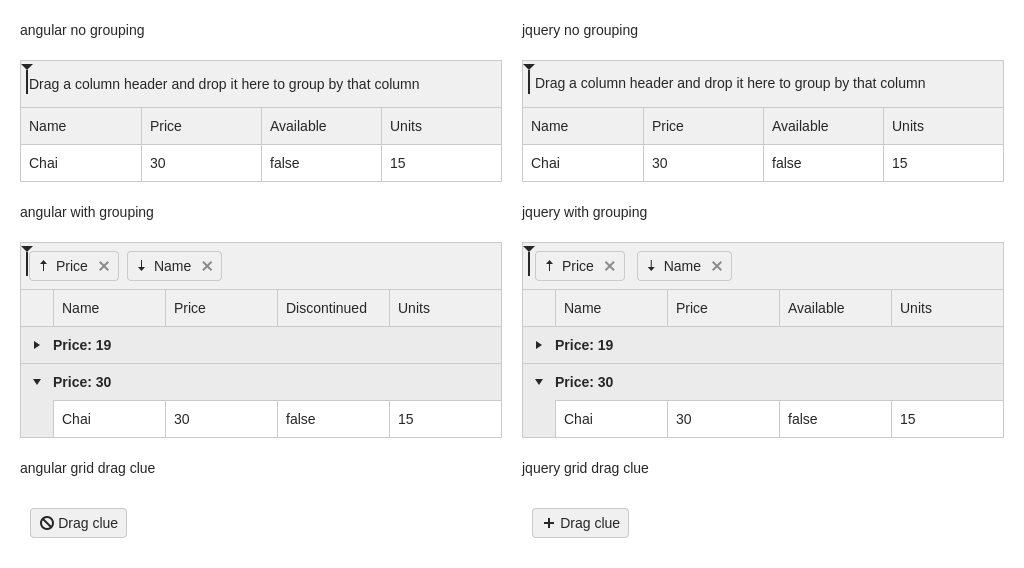 angular no grouping
Drag a column header and drop it here to group by that column
Name Price Available Units
Chai 30 false 15
angular with grouping
Price Name
Name Price Discontinued Units
Price: 19
Price: 30
Chai 30 false 15
angular grid drag clue
Drag clue
jquery no grouping
Drag a column header and drop it here to group by that column
Name Price Available Units
Chai 30 false 15
jquery with grouping
Price Name
Name Price Available Units
Price: 19
Price: 30
Chai 30 false 15
jquery grid drag clue
Drag clue